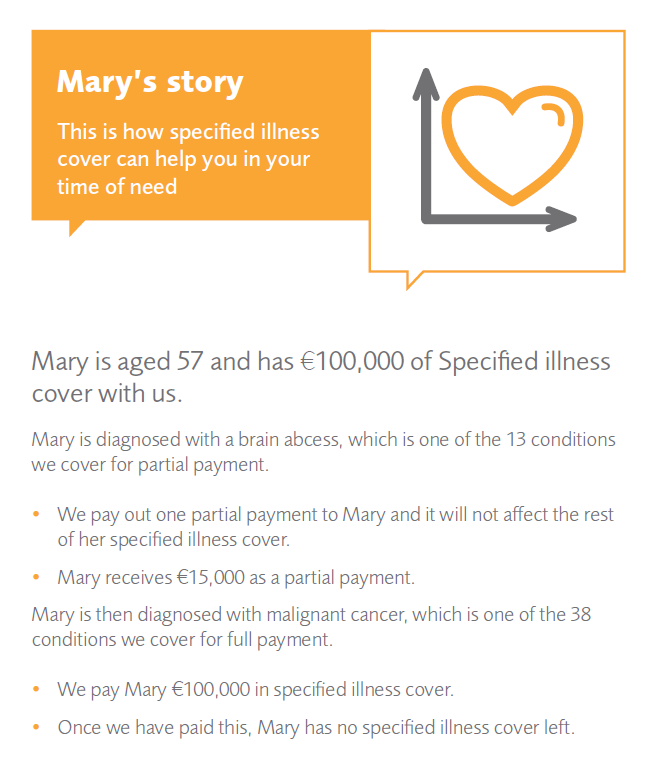 Mary's story
This is how specified illness
cover can help you in your
time of need
Mary is aged 57 and has €100,000 of Specified illness
cover with us.
Mary is diagnosed with a brain abcess, which is one of the 13 conditions
we cover for partial payment.
• We pay out one partial payment to Mary and it will not affect the rest
of her specified illness cover.
• Mary receives €15,000 as a partial payment.
Mary is then diagnosed with malignant cancer, which is one of the 38
conditions we cover for full payment.
• We pay Mary €100,000 in specified illness cover.
• Once we have paid this, Mary has no specified illness cover left.